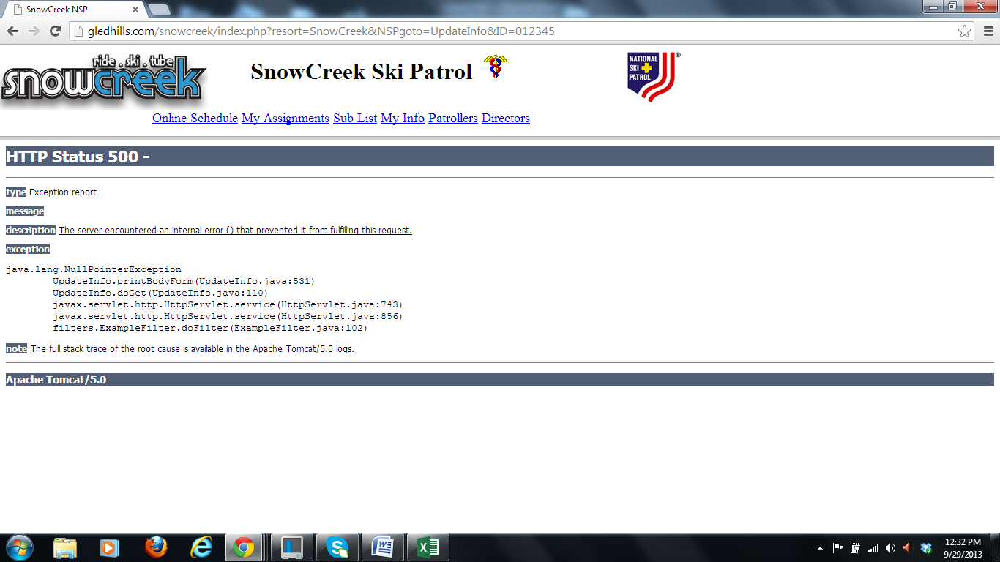 SnowCreek NSP
gledhills.com/snowcreek/index.php?resort=SnowCreek&NSPgoto=UpdateInfo&ID=012345
ride . ski . tube
snowcreek
SnowCreek Ski Patrol
NATIONAL
SKI
PATROL
®
Online Schedule My Assignments Sub List My Info Patrollers Directors
HTTP Status 500 -
type Exception report
message
description The server encountered an internal error () that prevented it from fulfilling this request.
exception
java.lang.NullPointerException
UpdateInfo.printBodyForm(UpdateInfo.java:531)
UpdateInfo.doGet(UpdateInfo.java:110)
javax.servlet.http.HttpServlet.service(HttpServlet.java:743)
javax.servlet.http.HttpServlet.service(HttpServlet.java:856)
filters.ExampleFilter.doFilter(ExampleFilter.java:102)
note The full stack trace of the root cause is available in the Apache Tomcat/5.0 logs.
Apache Tomcat/5.0
12:32 PM
9/29/2013